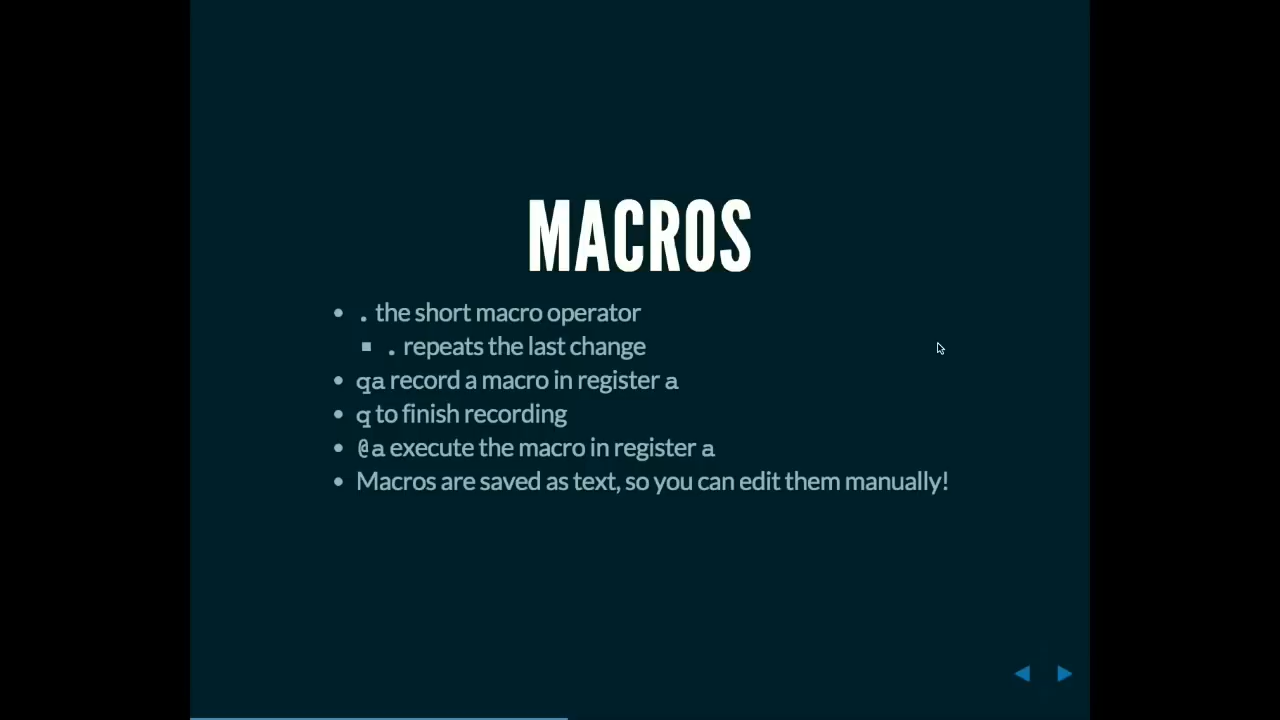 MACROS
• . the short macro operator
▪ . repeats the last change
• qa record a macro in register a
• q to finish recording
• @a execute the macro in register a
• Macros are saved as text, so you can edit them manually!